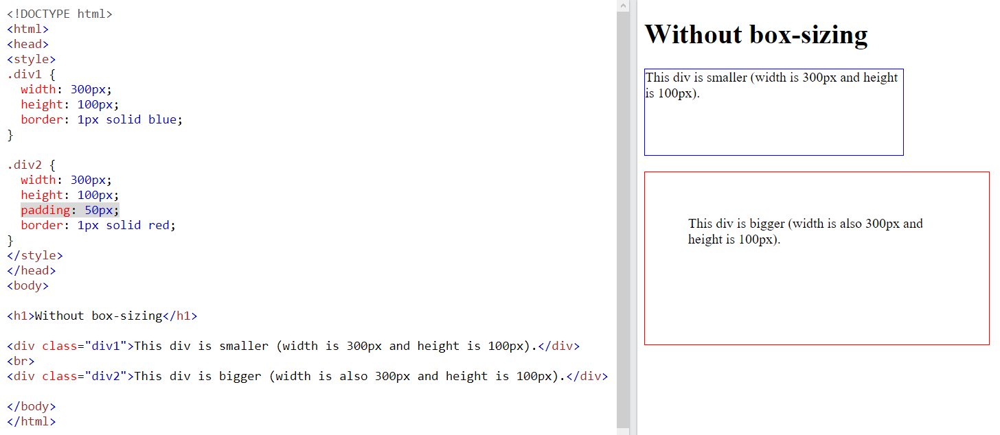 <!DOCTYPE html>
<html>
<head>
<style>
.div1 {
  width: 300px;
  height: 100px;
  border: 1px solid blue;
}

.div2 {
  width: 300px;
  height: 100px;
  padding: 50px;
  border: 1px solid red;
}
</style>
</head>
<body>

<h1>Without box-sizing</h1>

<div class="div1">This div is smaller (width is 300px and height is 100px).</div>
<br>
<div class="div2">This div is bigger (width is also 300px and height is 100px).</div>

</body>
</html>
Without box-sizing
This div is smaller (width is 300px and height
is 100px).
This div is bigger (width is also 300px and
height is 100px).